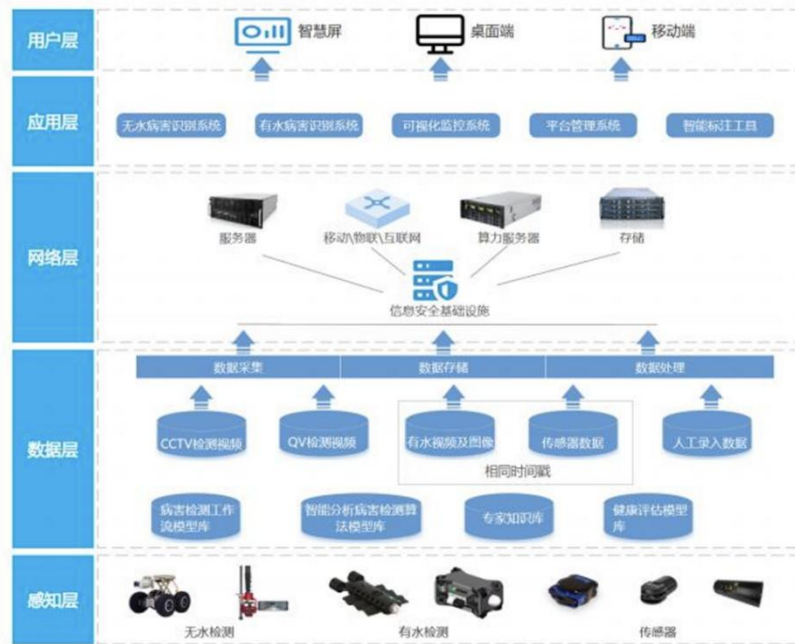 用户层
智慧屏
桌面端
移动端
应用层
无水病害识别系统
有水病害识别系统
可视化监控系统
平台管理系统
智能标注工具
网络层
服务器
移动\物联\互联网
算力服务器
存储
信息安全基础设施
数据层
数据采集
数据存储
数据处理
CCTV检测视频
QV检测视频
有水视频及图像
传感器数据
人工录入数据
相同时间戳
病害检测工作
流模型库
智能分析病害检测算
法模型库
专家知识库
健康评估模型
库
感知层
无水检测
有水检测
传感器